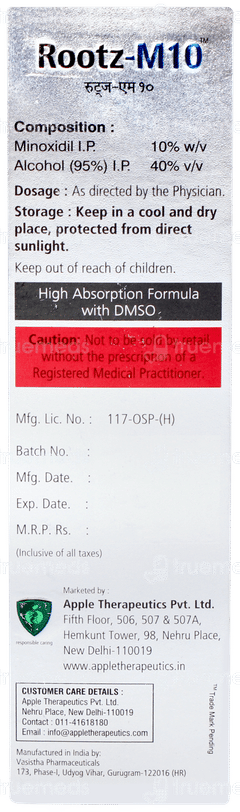 Rootz-M10™
रुट्ज-एम १०
Composition :
Minoxidil I.P. 10% w/v
Alcohol (95%) I.P. 40% v/v
Dosage : As directed by the Physician.
Storage : Keep in a cool and dry
place, protected from direct
sunlight.
Keep out of reach of children.
High Absorption Formula
with DMSO
Caution: Not to be sold by retail
without the prescription of a
Registered Medical Practitioner.
Mfg. Lic. No. : 117-OSP-(H)
Batch No. :
Mfg. Date. :
Exp. Date. :
M.R.P. Rs. :
(Inclusive of all taxes)
Marketed by :
Apple Therapeutics Pvt. Ltd.
Fifth Floor, 506, 507 & 507A,
Hemkunt Tower, 98, Nehru Place,
New Delhi-110019
www.appletherapeutics.in
responsible caring
CUSTOMER CARE DETAILS :
Apple Therapeutics Pvt. Ltd.
Nehru Place, New Delhi-110019
Contact : 011-41618180
Email : info@appletherapeutics.com
™ Trade Mark Pending
Manufactured in India by:
Vasistha Pharmaceuticals
173, Phase-I, Udyog Vihar, Gurugram-122016 (HR)
truemeds